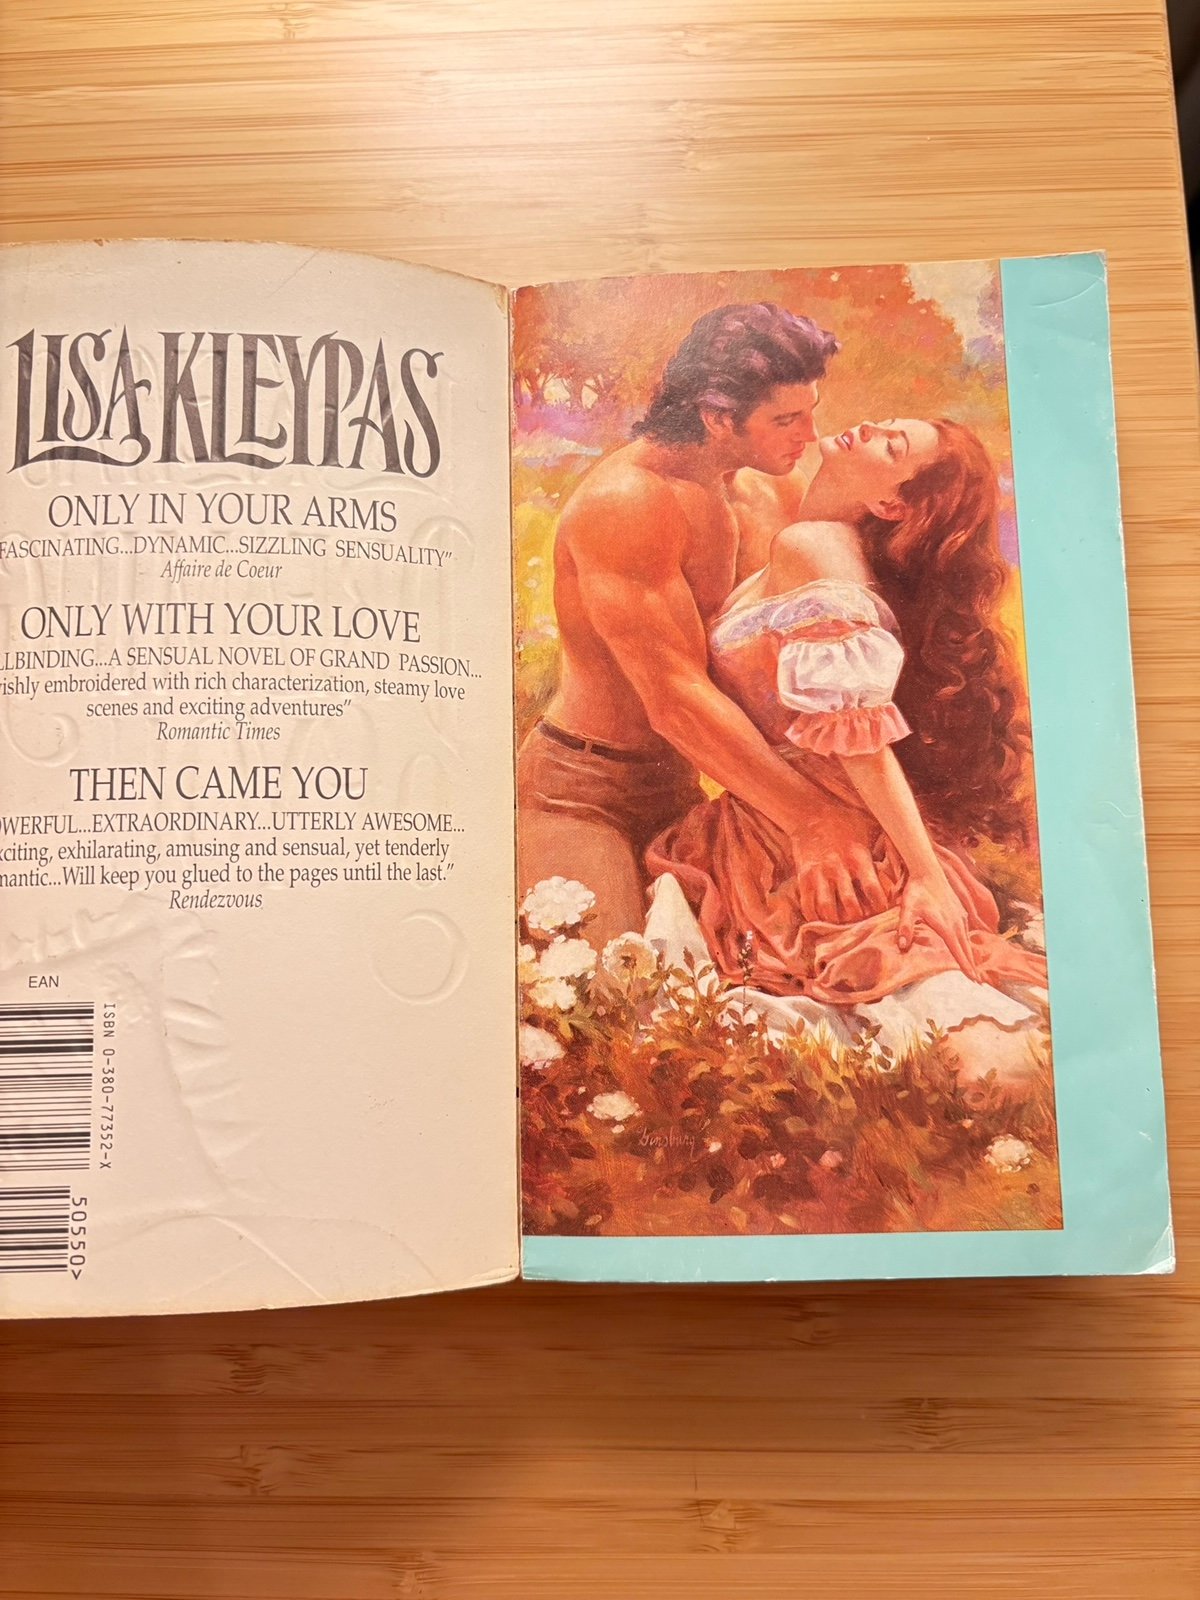 LISA KLEYPAS
ONLY IN YOUR ARMS
FASCINATING...DYNAMIC...SIZZLING SENSUALITY"
Affaire de Coeur
ONLY WITH YOUR LOVE
LLBINDING...A SENSUAL NOVEL OF GRAND PASSION...
ishly embroidered with rich characterization, steamy love
scenes and exciting adventures"
Romantic Times
THEN CAME YOU
OWERFUL...EXTRAORDINARY...UTTERLY AWESOME...
citing, exhilarating, amusing and sensual, yet tenderly
mantic...Will keep you glued to the pages until the last."
Rendezvous
EAN
ISBN 0-380-77352-X
50550>
Ginsburg